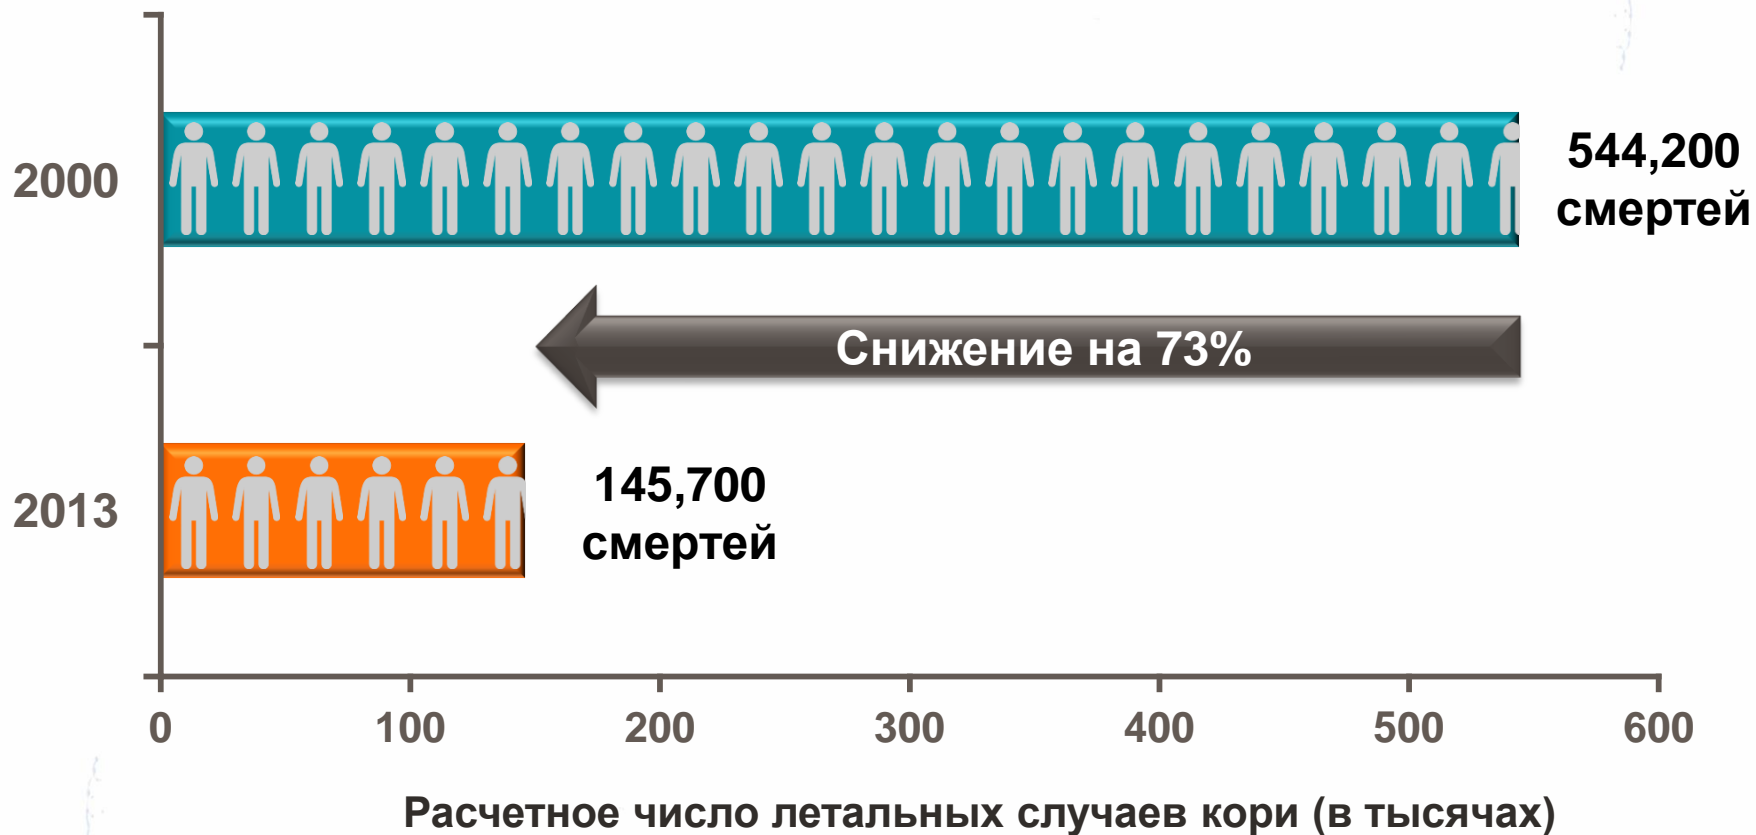 2000
544,200
смертей
Снижение на 73%
2013
145,700
смертей
0 100 200 300 400 500 600
Расчетное число летальных случаев кори (в тысячах)